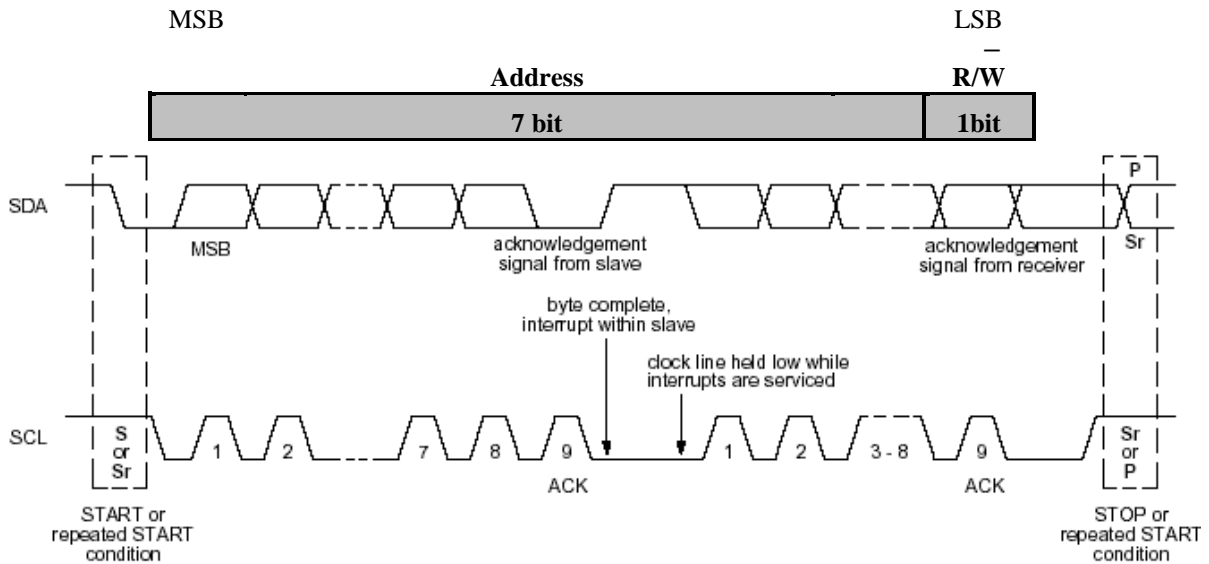 MSB LSB
Address R/W
7 bit 1bit
P
SDA
MSB
acknowledgement
signal from slave
acknowledgement
signal from receiver
Sr
byte complete,
interrupt within slave
clock line held low while
interrupts are serviced
SCL
S
or
Sr
1 2 7 8 9 1 2 3 - 8 9
Sr
or
P
ACK ACK
START or
repeated START
condition
STOP or
repeated START
condition